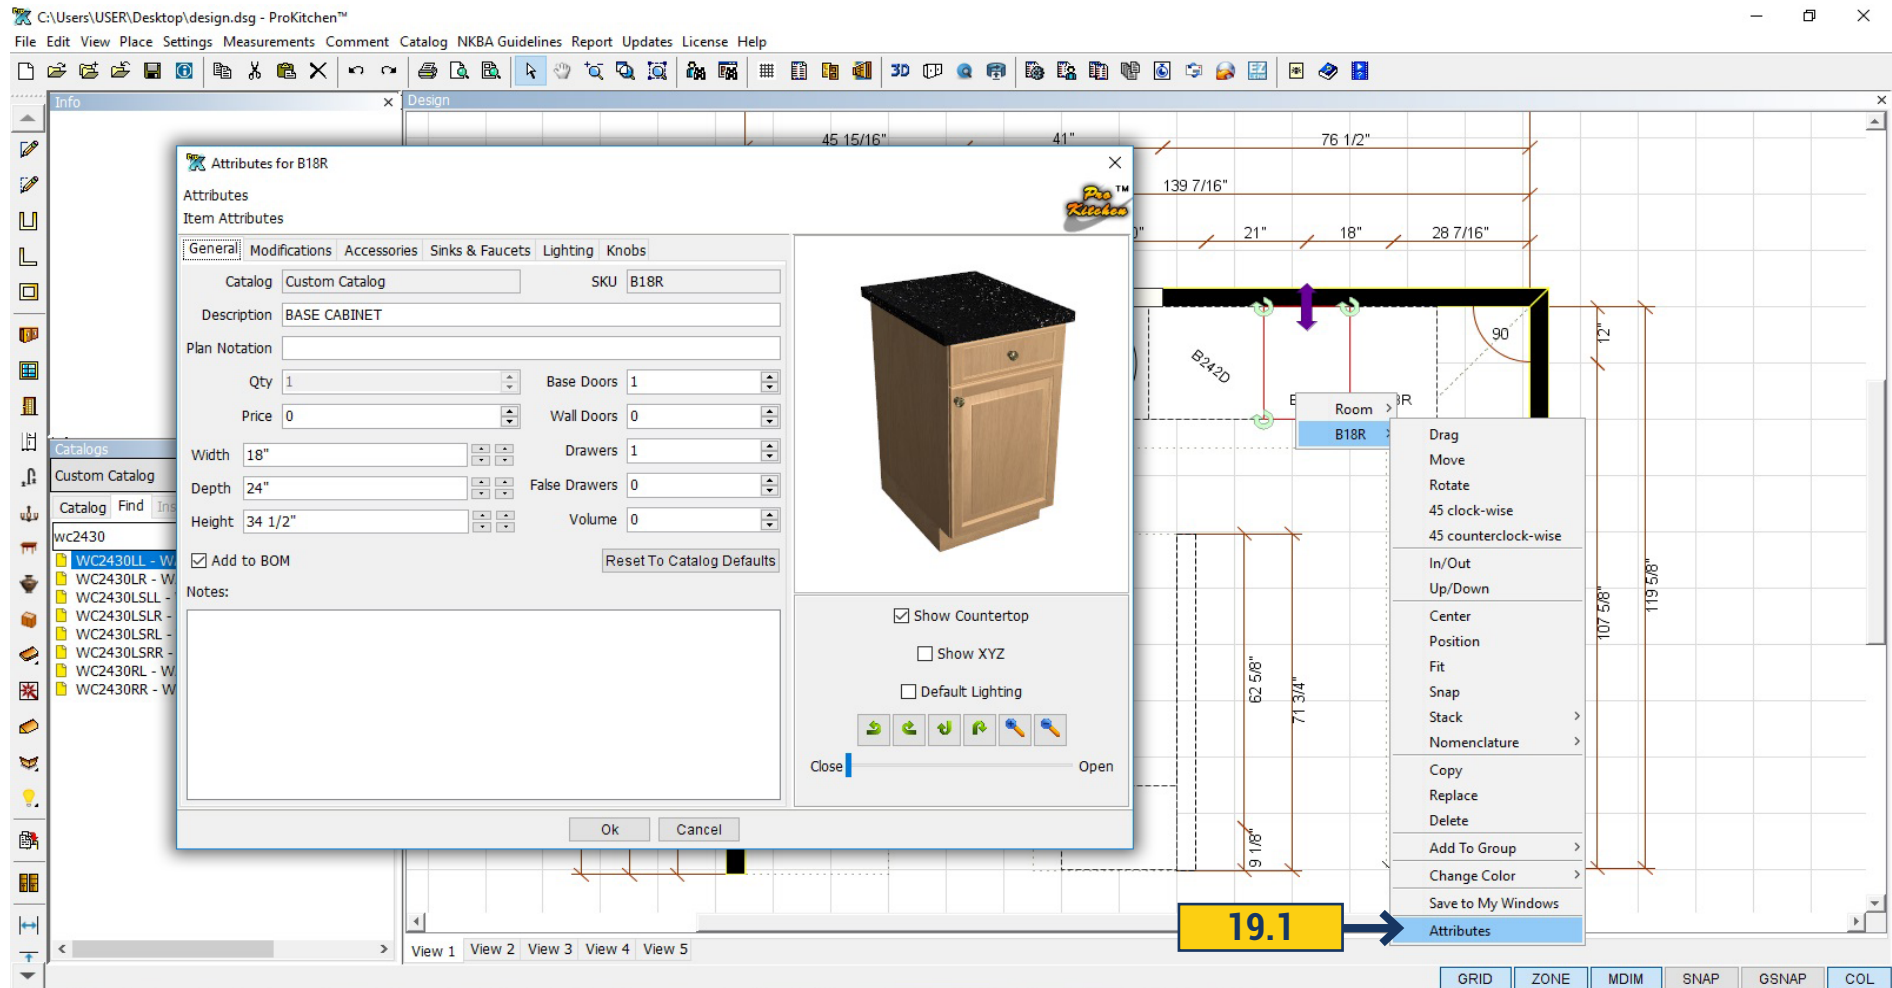 C:\Users\USER\Desktop\design.dsg - ProKitchen™
File Edit View Place Settings Measurements Comment Catalog NKBA Guidelines Report Updates License Help
3D
Info
Design
45 15/16"
41"
76 1/2"
139 7/16"
21"
18"
28 7/16"
90
12"
B242D
107 5/8"
119 5/8"
62 5/8"
71 3/4"
9 1/8"
Attributes for B18R
Attributes
Item Attributes
Pro Kitchen ™
General Modifications Accessories Sinks & Faucets Lighting Knobs
Catalog Custom Catalog SKU B18R
Description BASE CABINET
Plan Notation
Qty 1 Base Doors 1
Price 0 Wall Doors 0
Width 18" Drawers 1
Depth 24" False Drawers 0
Height 34 1/2" Volume 0
Add to BOM Reset To Catalog Defaults
Notes:
Show Countertop
Show XYZ
Default Lighting
Close Open
Ok Cancel
Room
B18R
Drag
Move
Rotate
45 clock-wise
45 counterclock-wise
In/Out
Up/Down
Center
Position
Fit
Snap
Stack
Nomenclature
Copy
Replace
Delete
Add To Group
Change Color
Save to My Windows
Attributes
19.1
Catalogs
Custom Catalog
Catalog Find
wc2430
WC2430LL - W
WC2430LR - W
WC2430LSLL -
WC2430LSLR -
WC2430LSRL -
WC2430LSRR -
WC2430RL - W
WC2430RR - W
View 1 View 2 View 3 View 4 View 5
GRID ZONE MDIM SNAP GSNAP COL